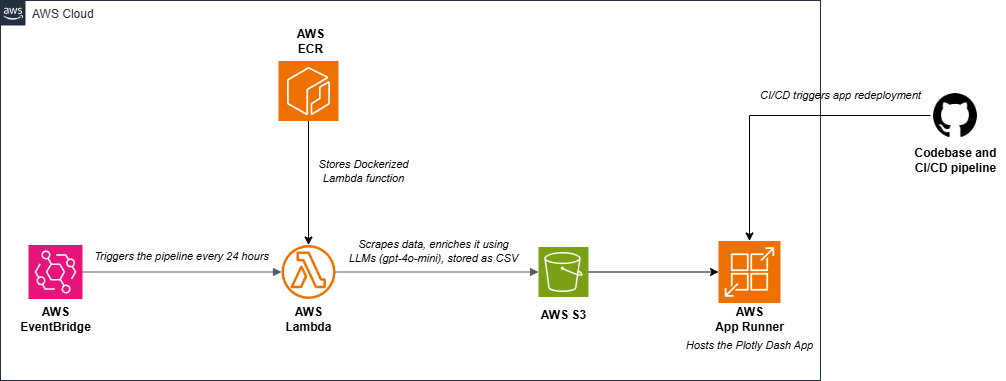 aws
AWS Cloud
AWS
ECR
CI/CD triggers app redeployment
Codebase and
CI/CD pipeline
Stores Dockerized
Lambda function
Triggers the pipeline every 24 hours
Scrapes data, enriches it using
LLMs (gpt-4o-mini), stored as CSV
AWS
EventBridge
AWS
Lambda
AWS S3
AWS
App Runner
Hosts the Plotly Dash App